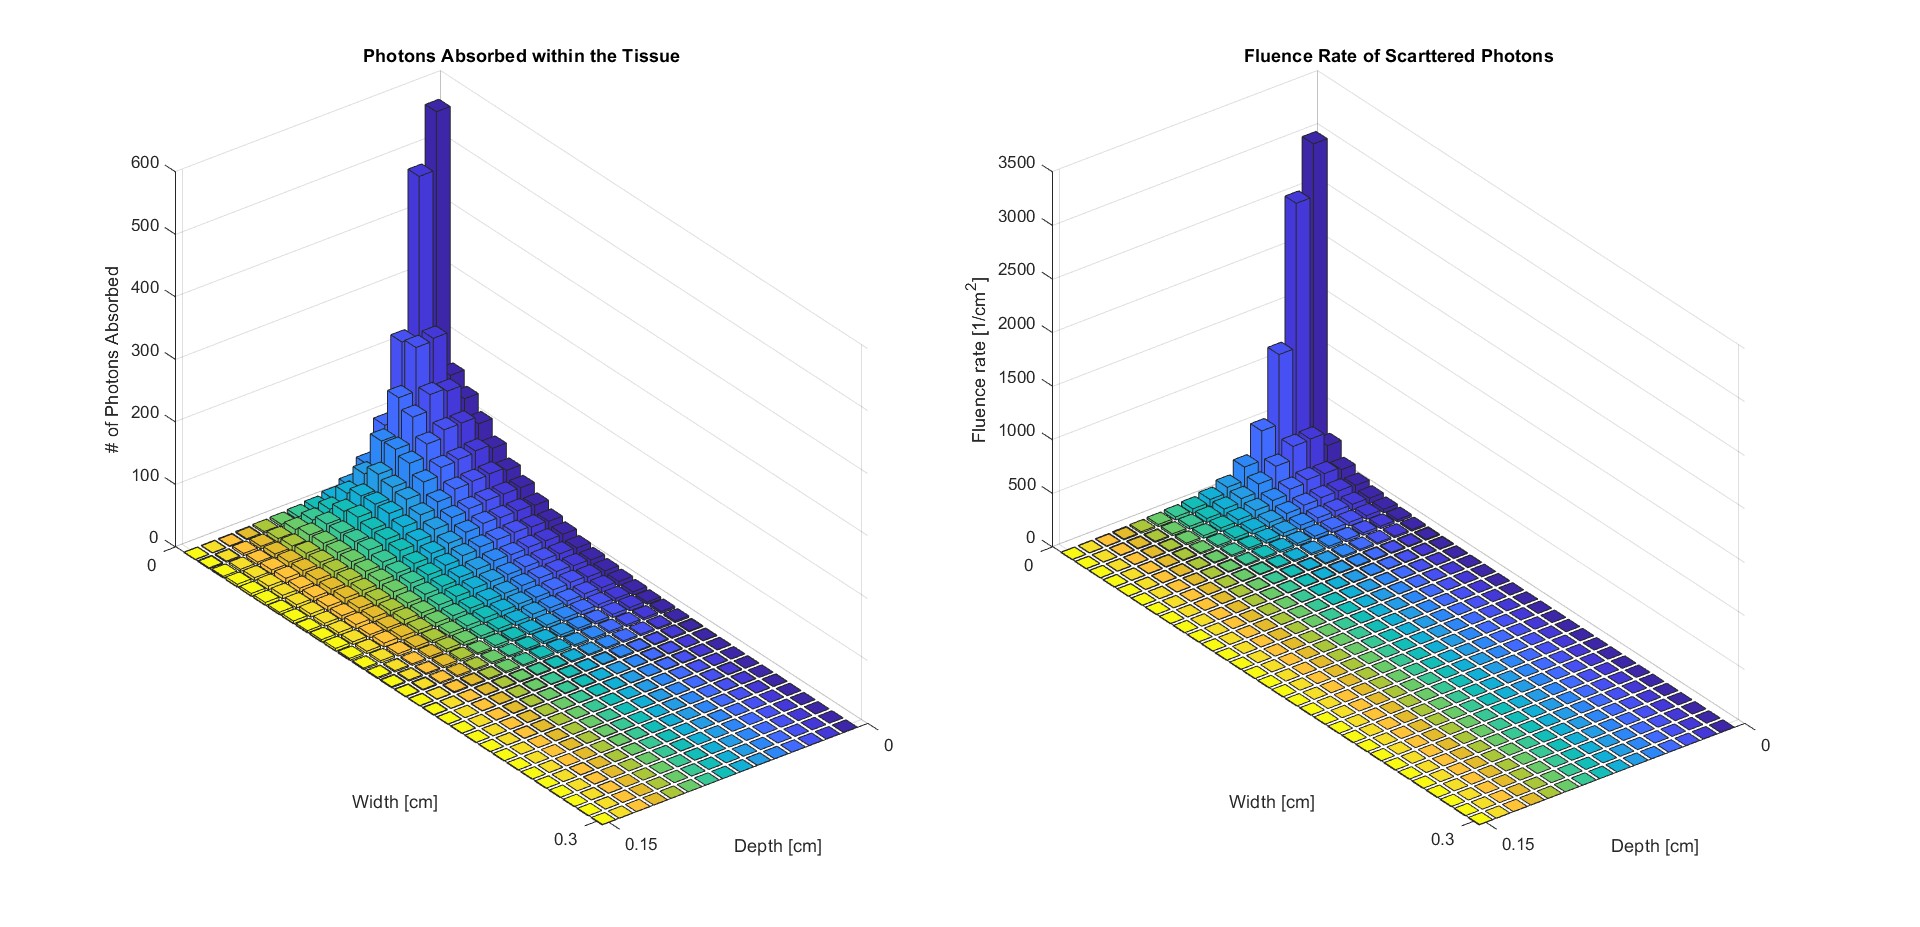 Photons Absorbed within the Tissue
# of Photons Absorbed
600
500
400
300
200
100
0
0
Width [cm]
0.3
0.15
Depth [cm]
0
Fluence Rate of Scarttered Photons
Fluence rate [1/cm²]
3500
3000
2500
2000
1500
1000
500
0
0
Width [cm]
0.3
0.15
Depth [cm]
0